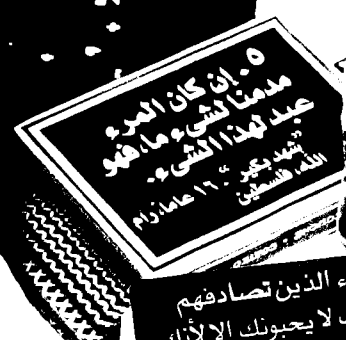 ٥. إن كان المرء
مدمنا لشيء ما، فهو
عبد لهذا الشيء.
"شهد بكير". ١٦ عاما، رام
الله، فلسطين
ء الذين تصادفهم
لا يحبونك إلا لأنك